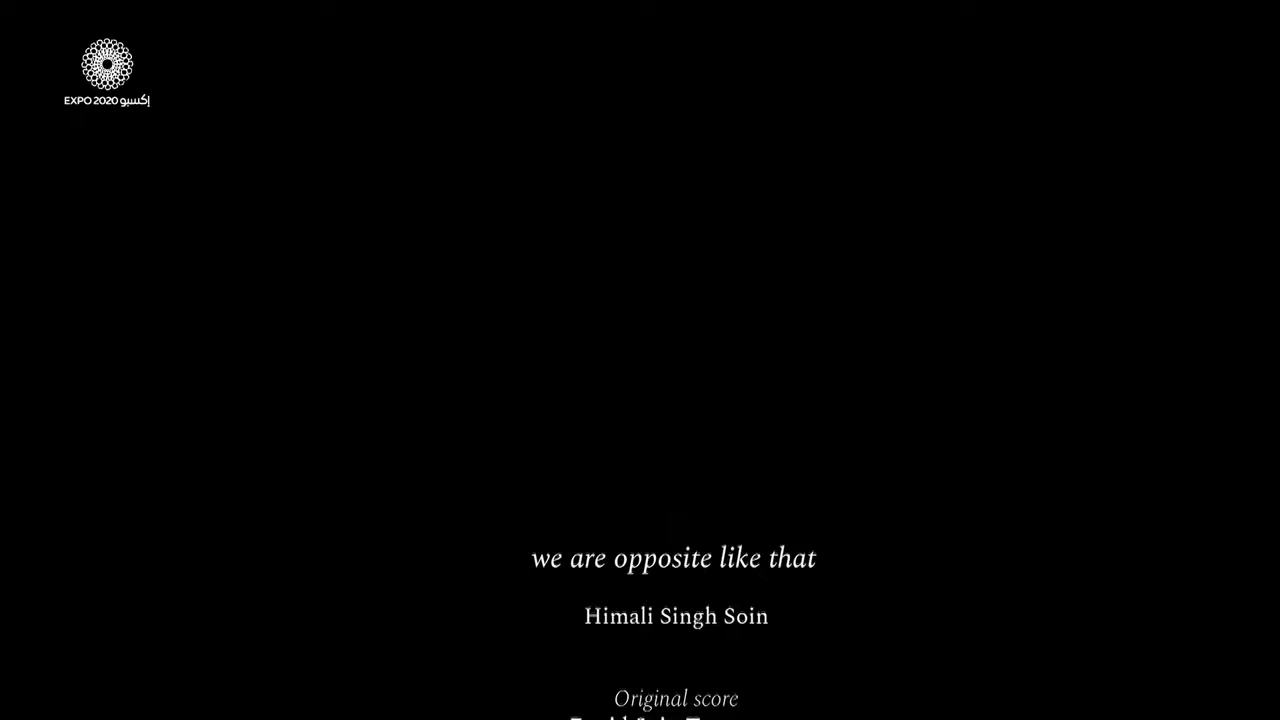 EXPO 2020 إكسبو
we are opposite like that
Himali Singh Soin
Original score